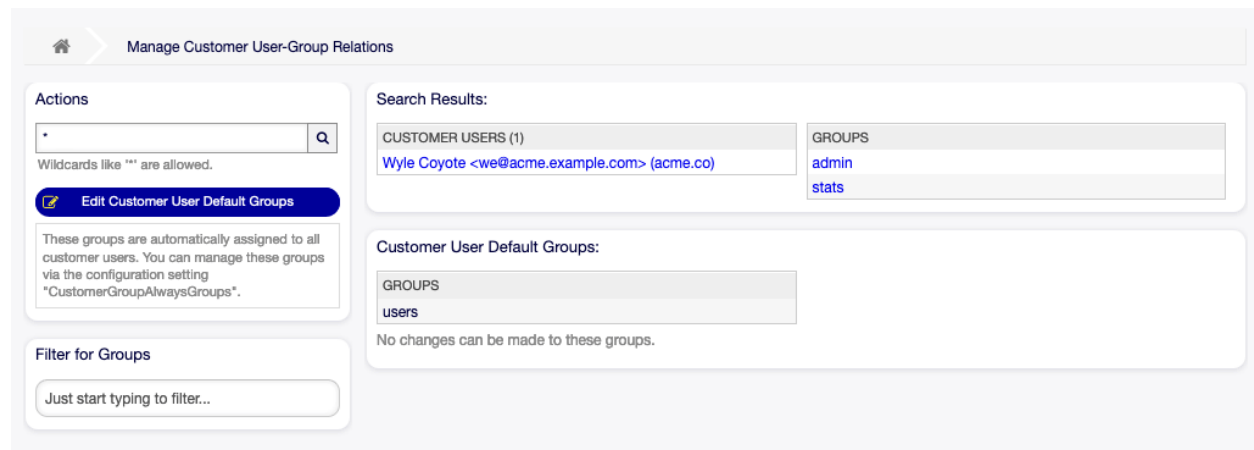 Manage Customer User-Group Relations
Actions
*
Wildcards like '*' are allowed.
Edit Customer User Default Groups
These groups are automatically assigned to all
customer users. You can manage these groups
via the configuration setting
"CustomerGroupAlwaysGroups".
Filter for Groups
Just start typing to filter...
Search Results:
CUSTOMER USERS (1)
Wyle Coyote <we@acme.example.com> (acme.co)
GROUPS
admin
stats
Customer User Default Groups:
GROUPS
users
No changes can be made to these groups.